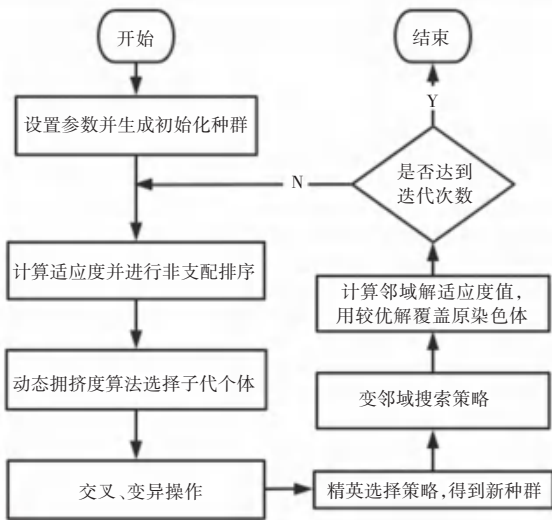 开始
设置参数并生成初始化种群
计算适应度并进行非支配排序
动态拥挤度算法选择子代个体
交叉、变异操作
精英选择策略,得到新种群
变邻域搜索策略
计算邻域解适应度值,
用较优解覆盖原染色体
是否达到
迭代次数
N
Y
结束